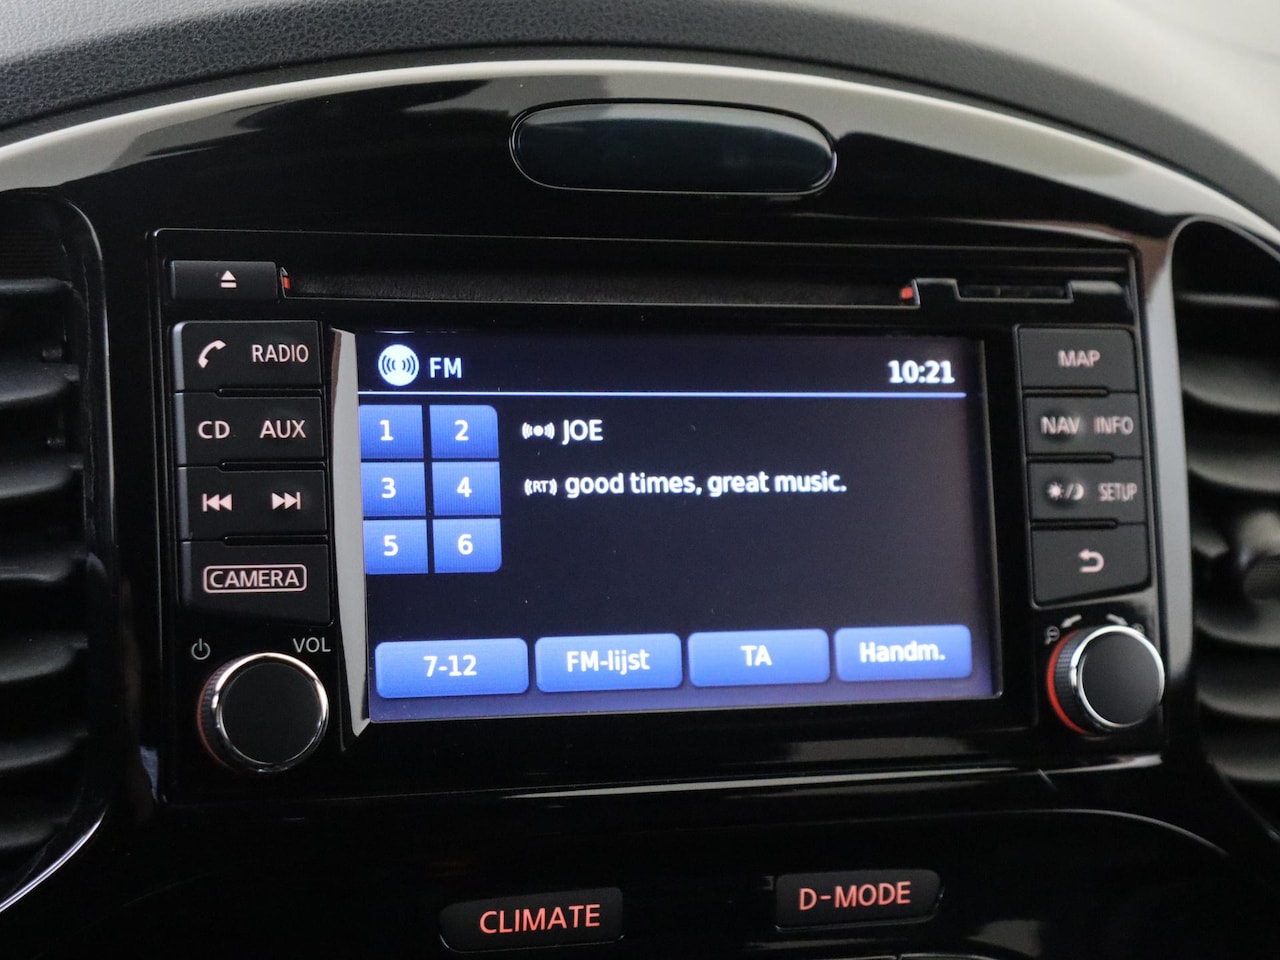 RADIO
CD AUX
CAMERA
VOL
FM 10:21
1 2
3 4
5 6
JOE
(RT) good times, great music.
7-12 FM-lijst TA Handm.
MAP
NAV INFO
SETUP
CLIMATE D-MODE